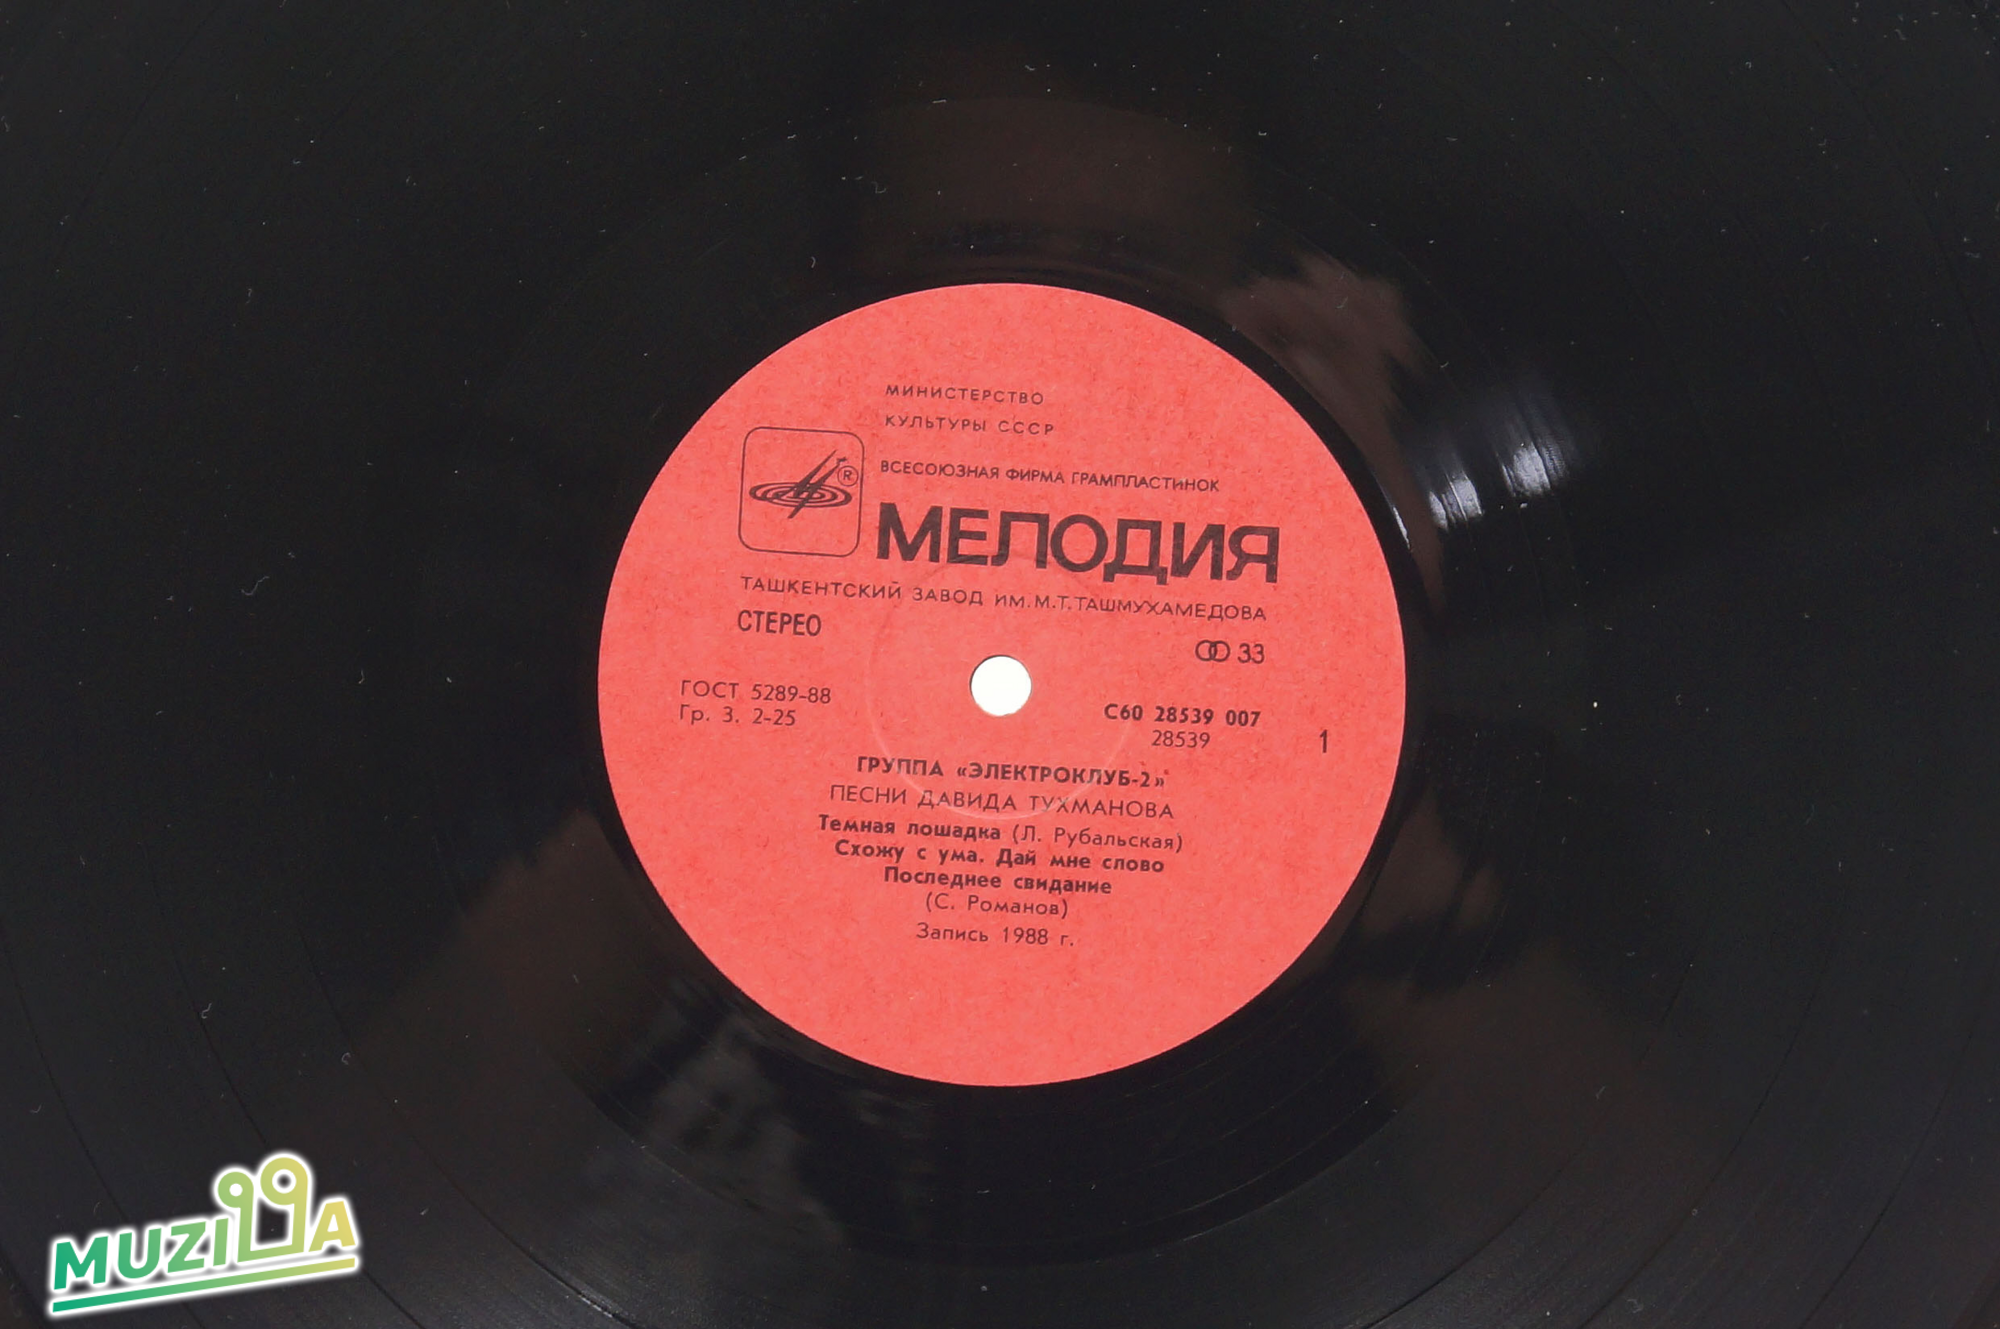 МИНИСТЕРСТВО
КУЛЬТУРЫ СССР
ВСЕСОЮЗНАЯ ФИРМА ГРАМПЛАСТИНОК
®
МЕЛОДИЯ
ТАШКЕНТСКИЙ ЗАВОД ИМ. М.Т. ТАШМУХАМЕДОВА
СТЕРЕО
33
ГОСТ 5289-88
Гр. 3. 2-25
С60 28539 007
28539
1
ГРУППА «ЭЛЕКТРОКЛУБ-2»
ПЕСНИ ДАВИДА ТУХМАНОВА
Темная лошадка (Л. Рубальская)
Схожу с ума. Дай мне слово
Последнее свидание
(С. Романов)
Запись 1988 г.
MUZILLA